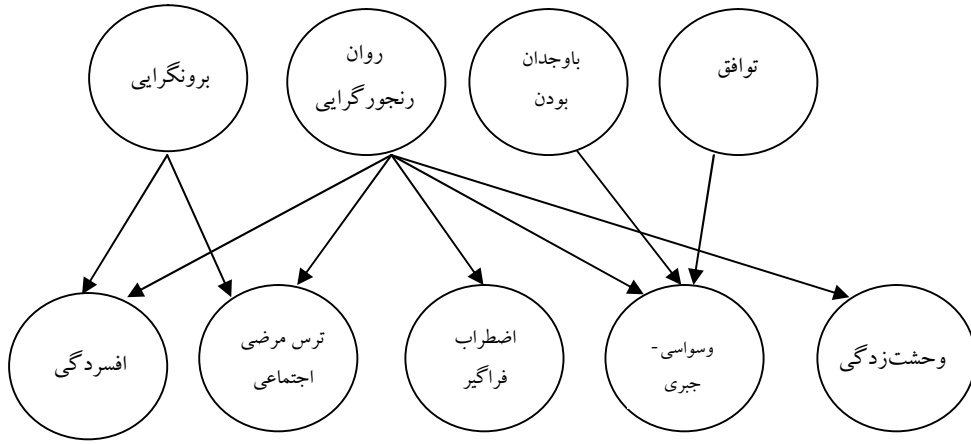 توافق
باوجدان
بودن
روان
رنجورگرایی
برونگرایی
وحشت‌زدگی
وسواسی-
جبری
اضطراب
فراگیر
ترس مرضی
اجتماعی
افسردگی